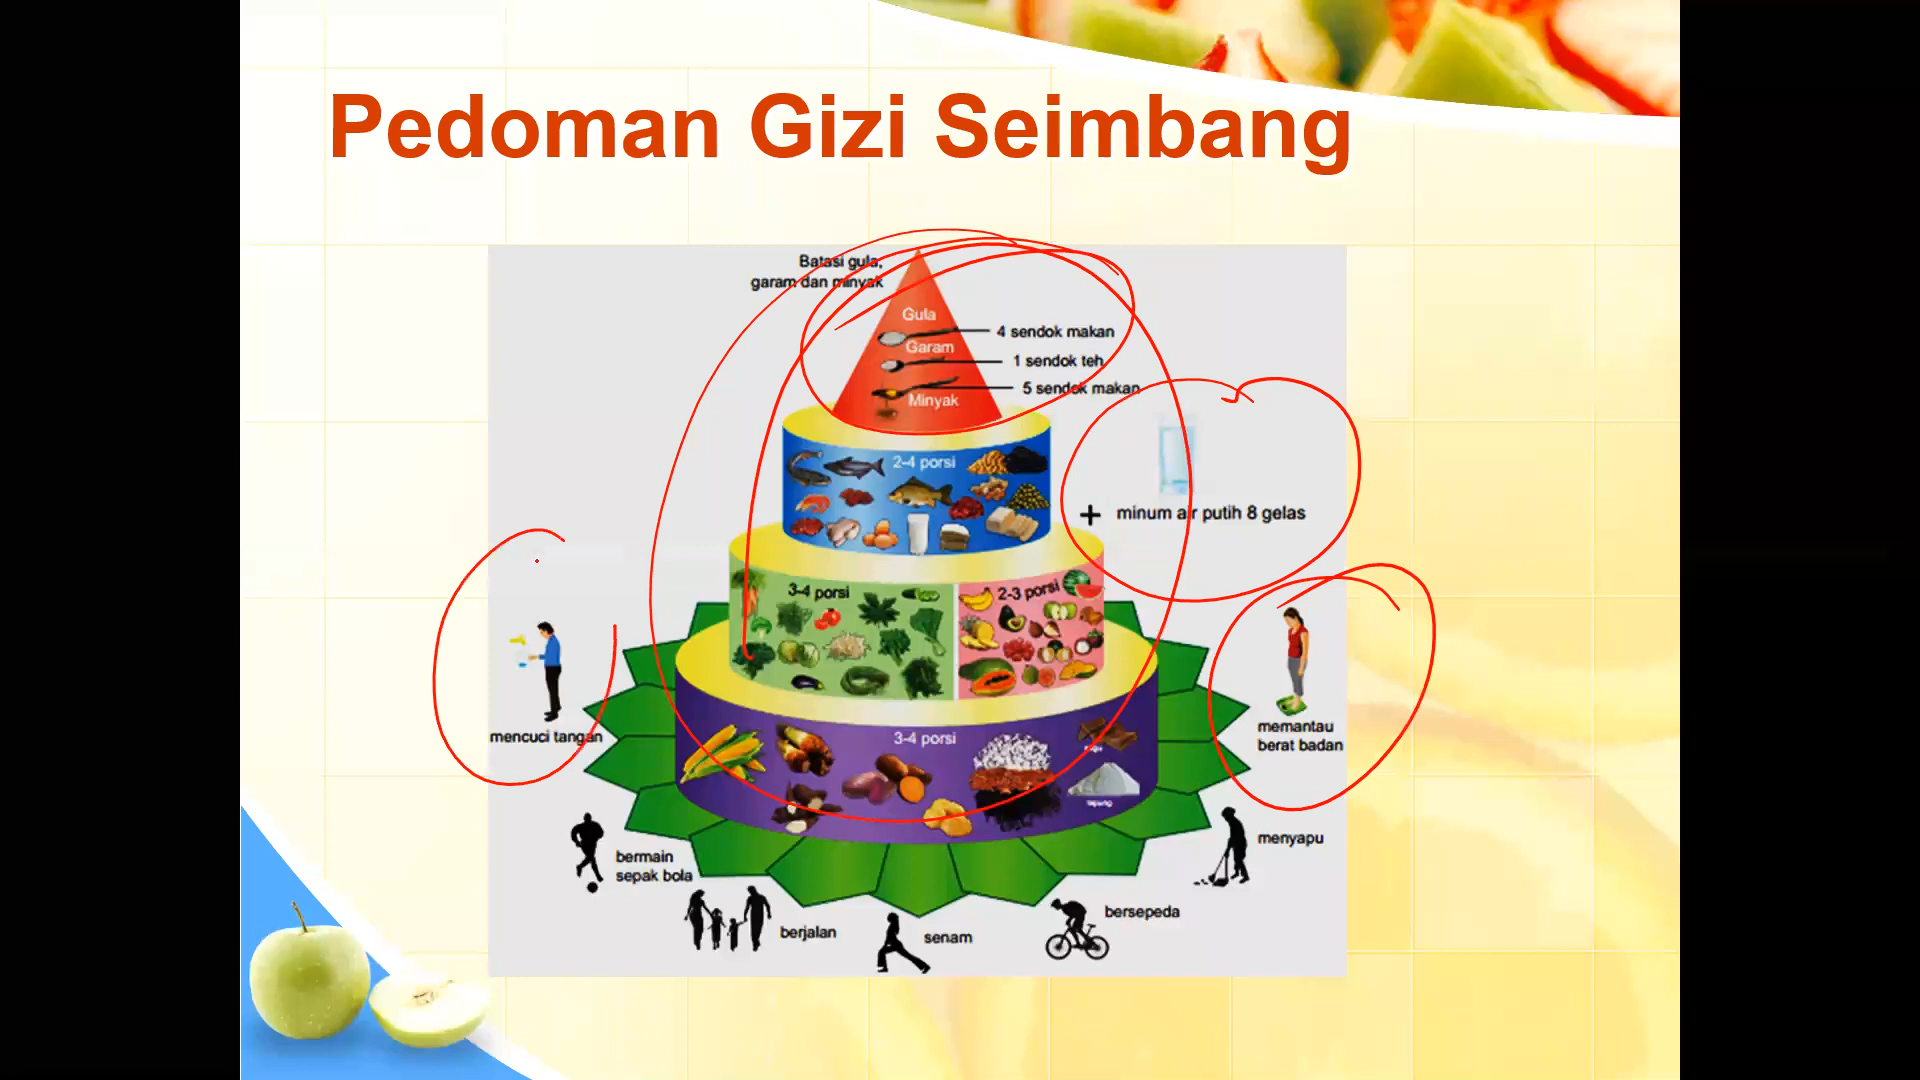 Pedoman Gizi Seimbang
Batasi gula,
garam dan minyak
Gula
4 sendok makan
Garam
1 sendok teh
5 sendok makan
Minyak
2-4 porsi
+ minum air putih 8 gelas
3-4 porsi
2-3 porsi
mencuci tangan
memantau
berat badan
3-4 porsi
sagu
tepung
menyapu
bermain
sepak bola
bersepeda
berjalan
senam